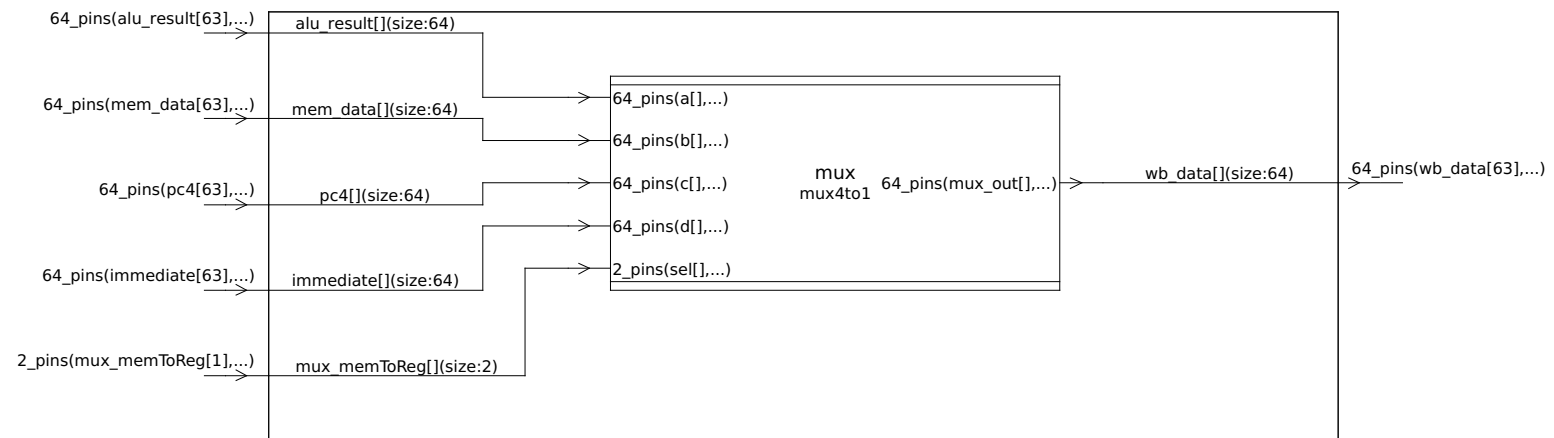 64_pins(alu_result[63],...)
alu_result[](size:64)
64_pins(mem_data[63],...)
mem_data[](size:64)
64_pins(pc4[63],...)
pc4[](size:64)
64_pins(immediate[63],...)
immediate[](size:64)
2_pins(mux_memToReg[1],...)
mux_memToReg[](size:2)
64_pins(a[],...)
64_pins(b[],...)
64_pins(c[],...)
64_pins(d[],...)
2_pins(sel[],...)
mux
mux4to1
64_pins(mux_out[],...)
wb_data[](size:64)
64_pins(wb_data[63],...)